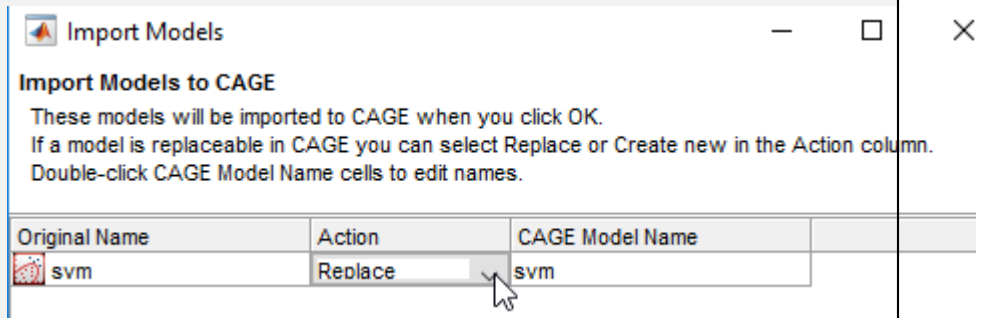 Import Models
Import Models to CAGE
These models will be imported to CAGE when you click OK.
If a model is replaceable in CAGE you can select Replace or Create new in the Action column.
Double-click CAGE Model Name cells to edit names.
Original Name Action CAGE Model Name
svm Replace svm